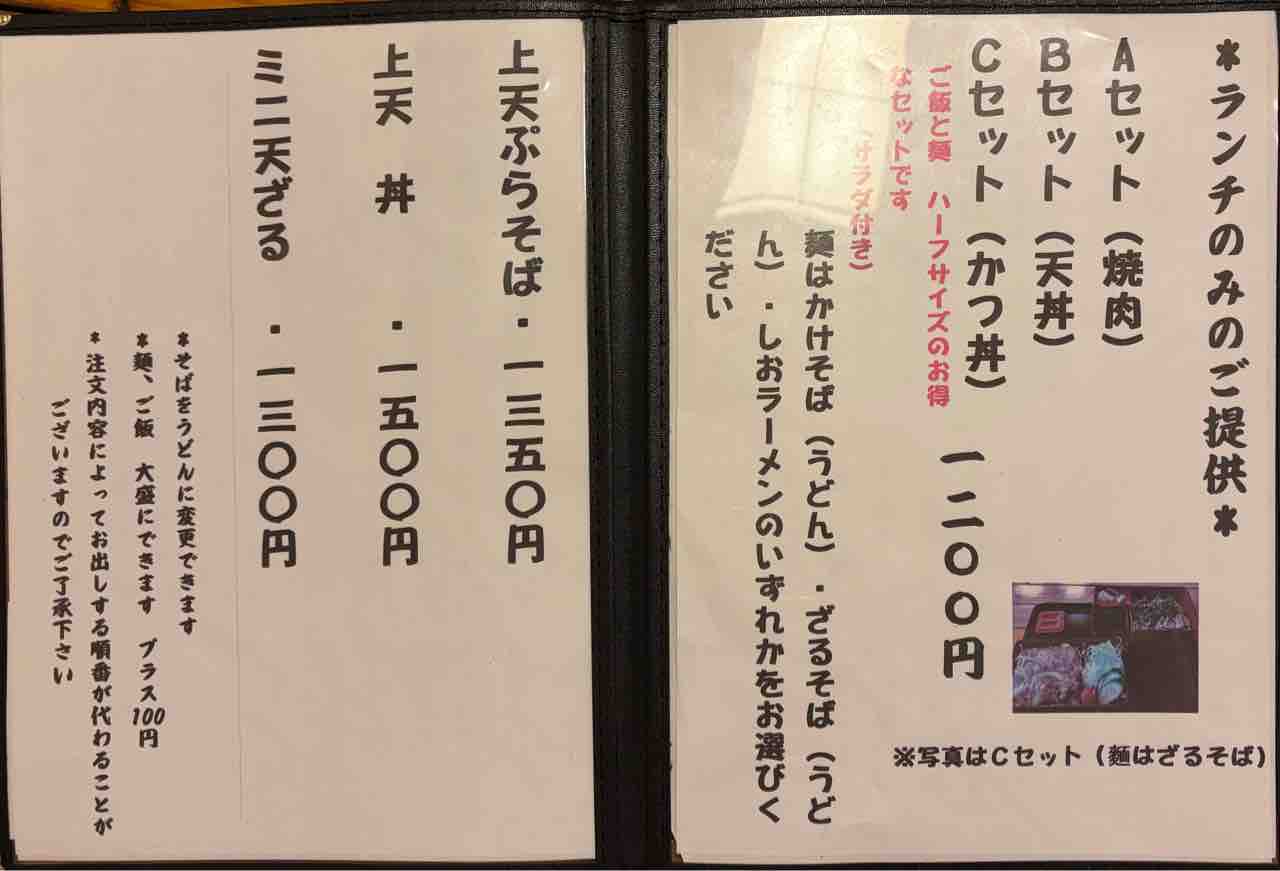 *ランチのみのご提供*
Aセット(焼肉)
Bセット(天丼)
Cセット(かつ丼) 一二〇〇円
ご飯と麺 ハーフサイズのお得
なセットです
(サラダ付き)
麺はかけそば(うどん)・ざるそば(うど
ん)・しおラーメンのいずれかをお選びく
ださい
※写真はCセット(麺はざるそば)
上天ぷらそば・一三五〇円
上天 丼 ・一五〇〇円
ミニ天ざる ・一三〇〇円
*そばをうどんに変更できます
*麺、ご飯 大盛にできます プラス100円
*注文内容によってお出しする順番が代わることが
ございますのでご了承下さい